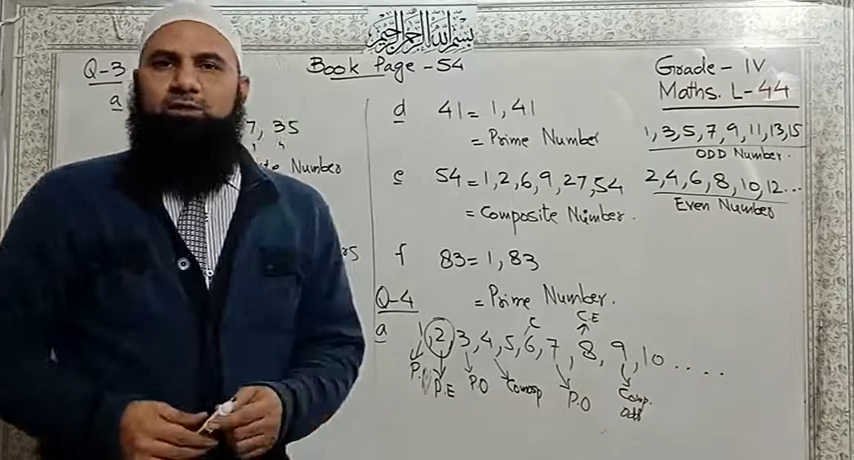 بسم الله الرحمن الرحيم
Q-3
Book Page - 54
a
7, 35
Number
d 41 = 1, 41
= Prime Number
e 54 = 1, 2, 6, 9, 27, 54
= Composite Number.
f 83 = 1, 83
= Prime Number.
Q-4
a 1, 2, 3, 4, 5, 6, 7, 8, 9, 10 . . . . .
C
C.E
P.E
P.O
P.O
Comp.
odd
Grade - IV
Maths. L-44
1, 3, 5, 7, 9, 11, 13, 15
ODD Number.
2, 4, 6, 8, 10, 12...
Even Number